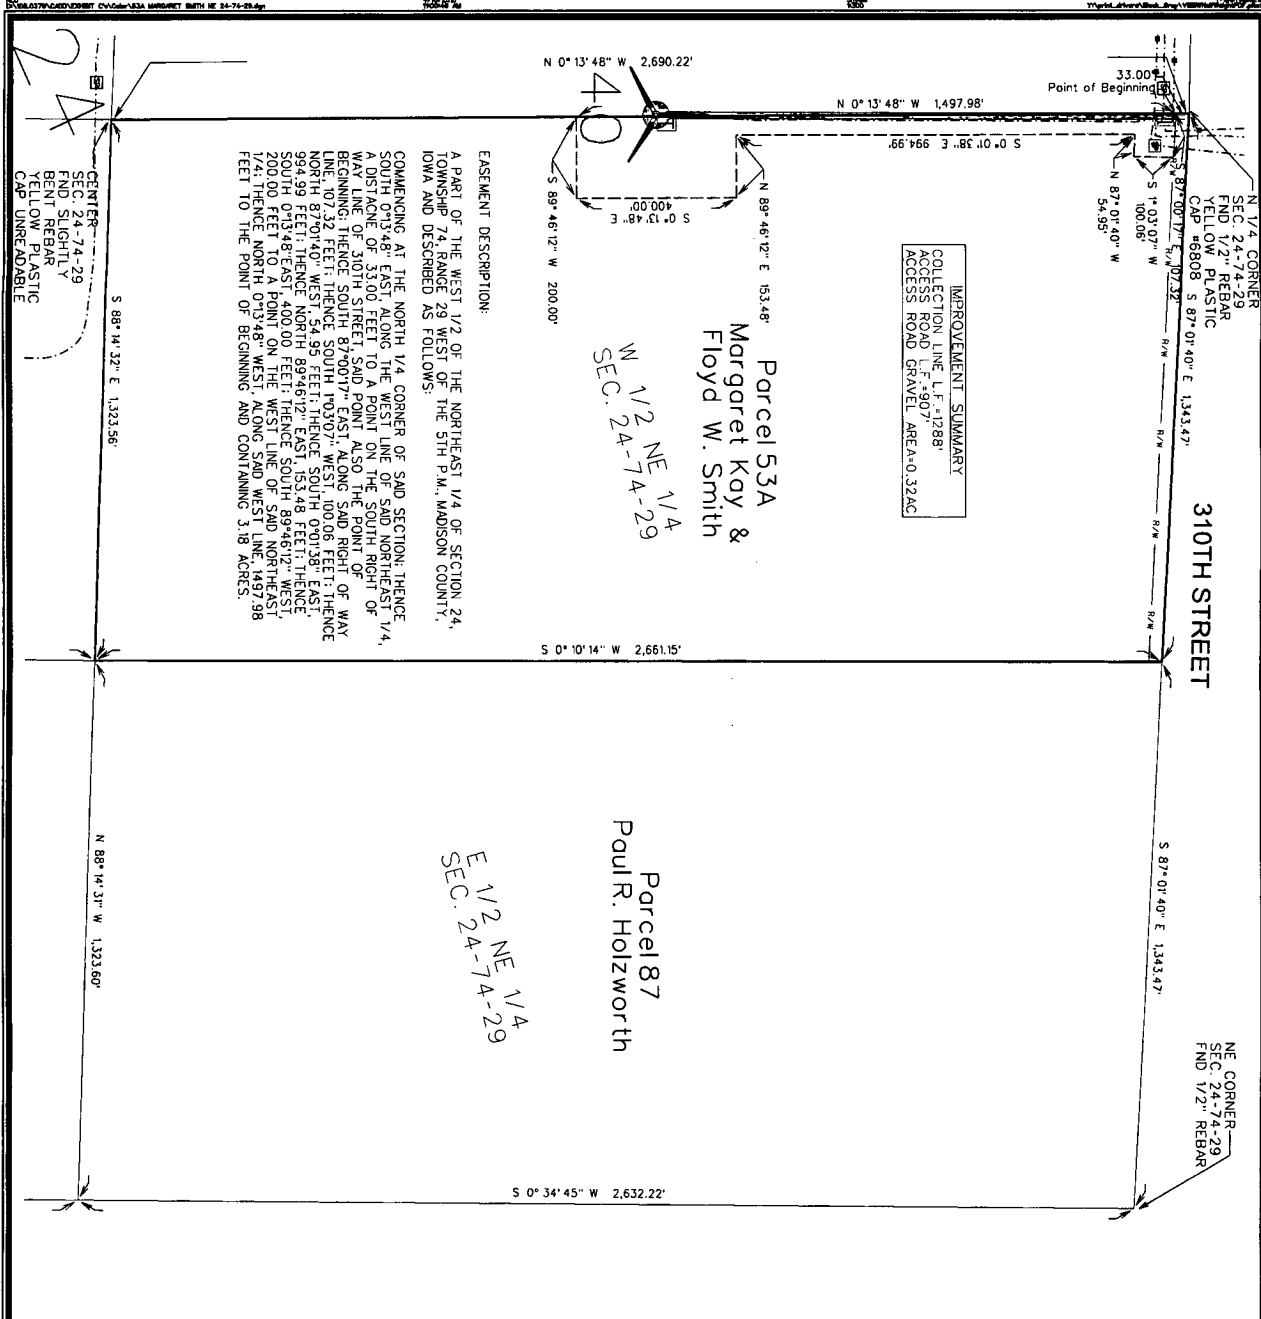 N 1/4 CORNER
SEC. 24-74-29
FND 1/2" REBAR
YELLOW PLASTIC
CAP #6808
S 87° 01' 40" E 1,343.47'
310TH STREET
S 87° 01' 40" E 1,343.47'
NE CORNER
SEC. 24-74-29
FND 1/2" REBAR
33.00'
Point of Beginning
S 87° 00' 17" E 107.32'
R/W
R/W
R/W
R/W
R/W
R/W
S 1° 03' 07" W
100.06'
N 87° 01' 40" W
54.95'
N 0° 13' 48" W 1,497.98'
S 0° 01' 38" E 994.99'
N 0° 13' 48" W 2,690.22'
40
N 89° 46' 12" E 153.48'
S 0° 13' 48" E
400.00'
S 89° 46' 12" W 200.00'
IMPROVEMENT SUMMARY
COLLECTION LINE L.F.=1288'
ACCESS ROAD L.F.=907'
ACCESS ROAD GRAVEL AREA=0.32AC
Parcel 53A
Margaret Kay &
Floyd W. Smith
W 1/2 NE 1/4
SEC. 24-74-29
S 0° 10' 14" W 2,661.15'
Parcel 87
Paul R. Holzworth
E 1/2 NE 1/4
SEC. 24-74-29
S 0° 34' 45" W 2,632.22'
EASEMENT DESCRIPTION:
A PART OF THE WEST 1/2 OF THE NORTHEAST 1/4 OF SECTION 24,
TOWNSHIP 74, RANGE 29 WEST OF THE 5TH P.M., MADISON COUNTY,
IOWA AND DESCRIBED AS FOLLOWS:
COMMENCING AT THE NORTH 1/4 CORNER OF SAID SECTION; THENCE
SOUTH 0°13'48" EAST, ALONG THE WEST LINE OF SAID NORTHEAST 1/4,
A DISTACNE OF 33.00 FEET TO A POINT ON THE SOUTH RIGHT OF
WAY LINE OF 310TH STREET, SAID POINT ALSO THE POINT OF
BEGINNING; THENCE SOUTH 87°00'17" EAST, ALONG SAID RIGHT OF WAY
LINE, 107.32 FEET; THENCE SOUTH 1°03'07" WEST, 100.06 FEET; THENCE
NORTH 87°01'40" WEST, 54.95 FEET; THENCE SOUTH 0°01'38" EAST,
994.99 FEET; THENCE NORTH 89°46'12" EAST, 153.48 FEET; THENCE
SOUTH 0°13'48"EAST, 400.00 FEET; THENCE SOUTH 89°46'12" WEST,
200.00 FEET TO A POINT ON THE WEST LINE OF SAID NORTHEAST
1/4; THENCE NORTH 0°13'48" WEST, ALONG SAID WEST LINE, 1497.98
FEET TO THE POINT OF BEGINNING AND CONTAINING 3.18 ACRES.
24
CENTER
SEC. 24-74-29
FND SLIGHTLY
BENT REBAR
YELLOW PLASTIC
CAP UNREADABLE
S 88° 14' 32" E 1,323.56'
N 88° 14' 31" W 1,323.60'